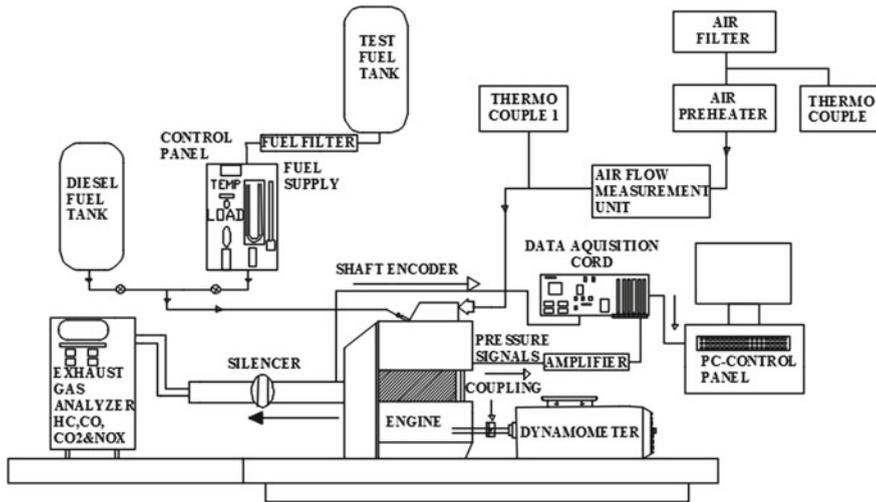 AIR
FILTER
TEST
FUEL
TANK
THERMO
COUPLE 1
AIR
PREHEATER
THERMO
COUPLE
CONTROL
PANEL
FUEL FILTER
FUEL
SUPPLY
DIESEL
FUEL
TANK
TEMP
LOAD
AIR FLOW
MEASUREMENT
UNIT
DATA AQUISITION
CORD
SHAFT ENCODER
PRESSURE
SIGNALS
AMPLIFIER
PC-CONTROL
PANEL
SILENCER
COUPLING
EXHAUST
GAS
ANALYZER
HC,CO,
CO2&NOX
ENGINE
DYNAMOMETER